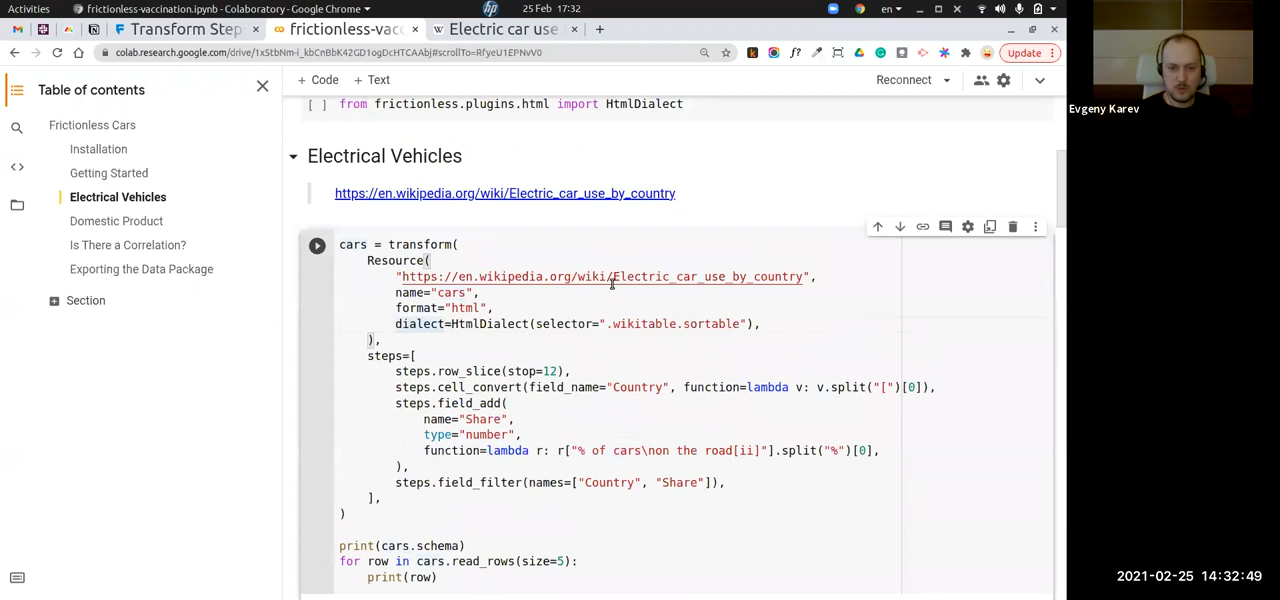 Activities
frictionless-vaccination.ipynb - Colaboratory - Google Chrome
25 Feb 17:32
en
Transform Step
frictionless-vacc
Electric car use
colab.research.google.com/drive/
Update
Table of contents
+ Code + Text
Reconnect
Frictionless Cars
Installation
Getting Started
Electrical Vehicles
Domestic Product
Is There a Correlation?
Exporting the Data Package
Section
[ ] from frictionless.plugins.html import HtmlDialect
Electrical Vehicles
https://en.wikipedia.org/wiki/Electric_car_use_by_country
cars = transform(
Resource(
"https://en.wikipedia.org/wiki/Electric_car_use_by_country",
name="cars",
format="html",
dialect=HtmlDialect(selector=".wikitable.sortable"),
),
steps=[
steps.row_slice(stop=12),
steps.cell_convert(field_name="Country", function=lambda v: v.split("[")[0]),
steps.field_add(
name="Share",
type="number",
function=lambda r: r["% of cars\non the road[ii]"].split("%")[0],
),
steps.field_filter(names=["Country", "Share"]),
],
)
print(cars.schema)
for row in cars.read_rows(size=5):
print(row)
Evgeny Karev
2021-02-25 14:32:49